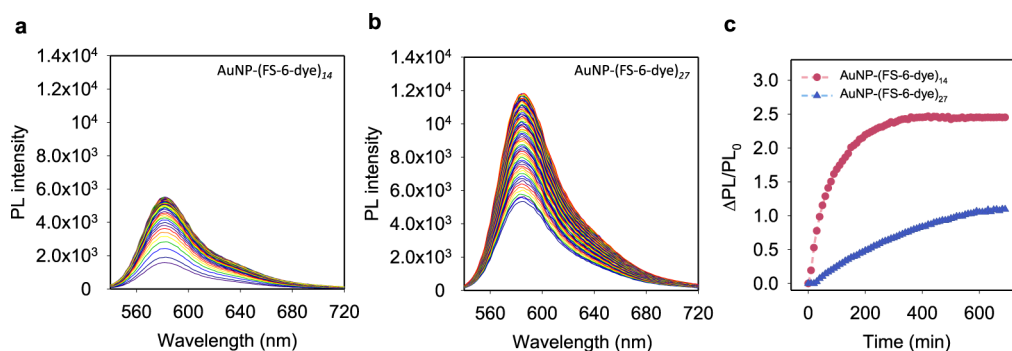 a
1.4x10⁴
1.2x10⁴
10⁴
8.0x10³
6.0x10³
4.0x10³
2.0x10³
0
PL intensity
AuNP-(FS-6-dye)₁₄
560 600 640 680 720
Wavelength (nm)
b
1.4x10⁴
1.2x10⁴
10⁴
8.0x10³
6.0x10³
4.0x10³
2.0x10³
0
PL intensity
AuNP-(FS-6-dye)₂₇
560 600 640 680 720
Wavelength (nm)
c
3.0
2.5
2.0
1.5
1.0
0.5
0.0
ΔPL/PL₀
AuNP-(FS-6-dye)₁₄
AuNP-(FS-6-dye)₂₇
0 200 400 600
Time (min)